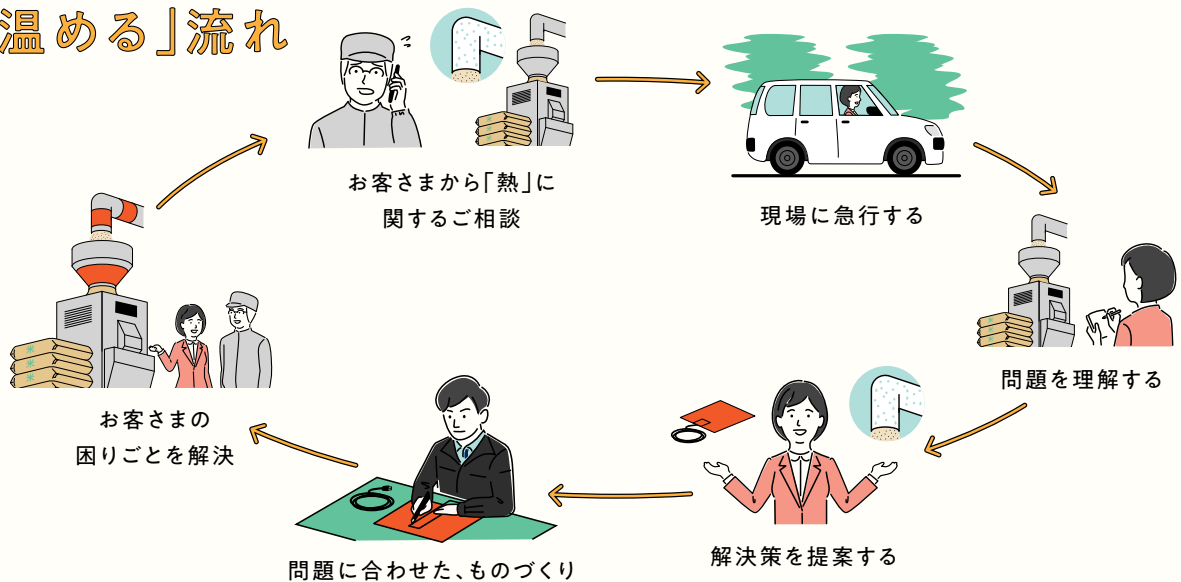 温める」流れ
お客さまから「熱」に
関するご相談
現場に急行する
問題を理解する
解決策を提案する
問題に合わせた、ものづくり
お客さまの
困りごとを解決
米
米
米